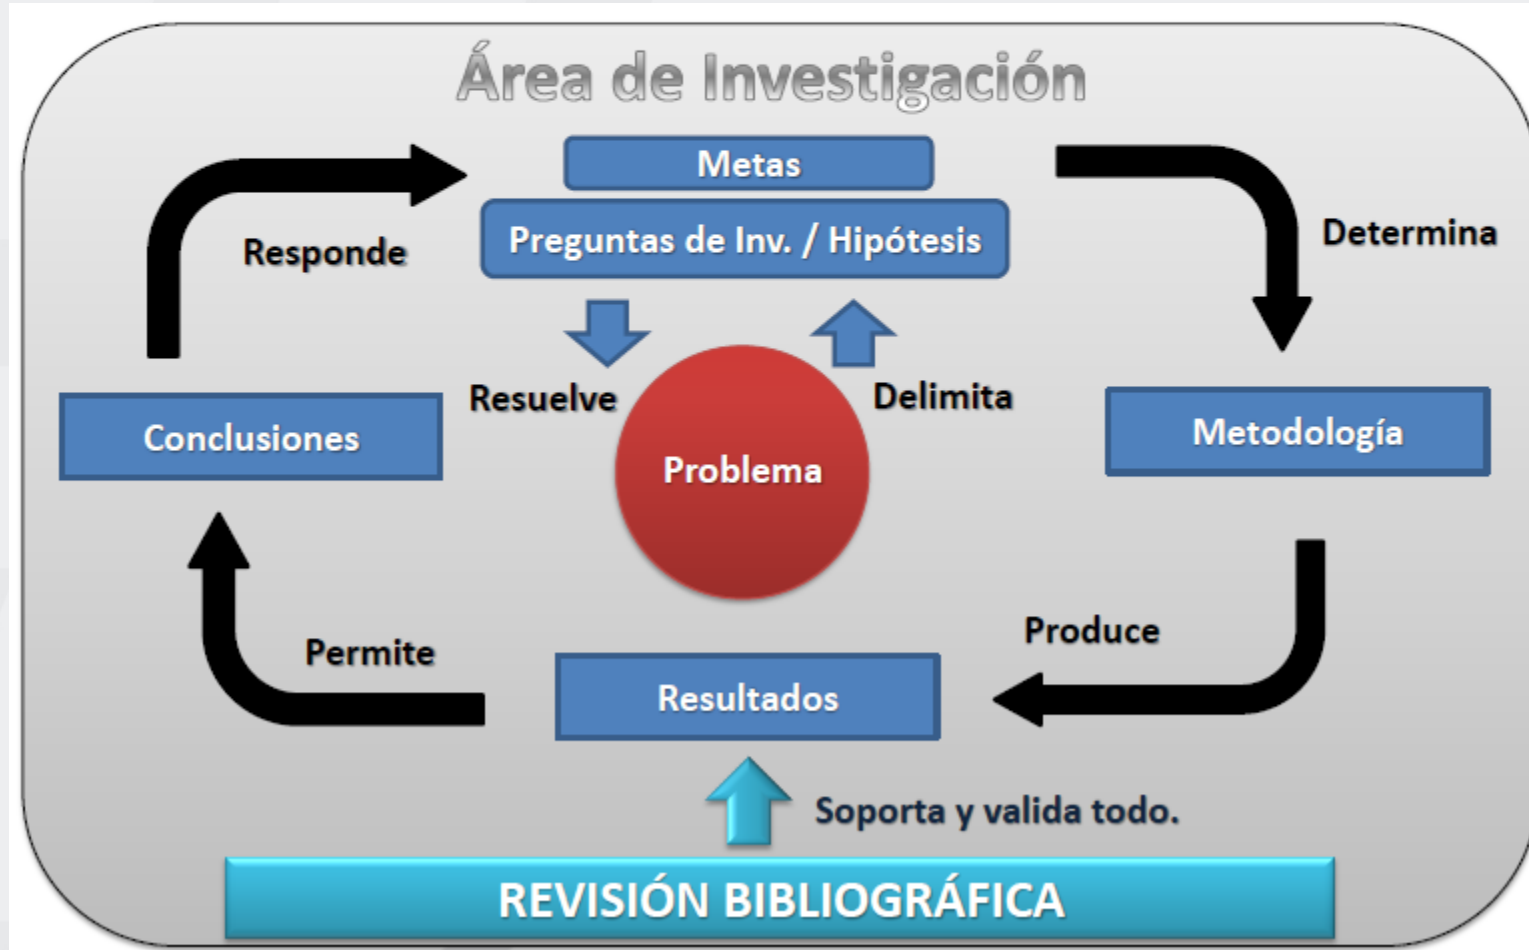 Área de Investigación
Metas
Preguntas de Inv. / Hipótesis
Responde
Determina
Resuelve
Delimita
Conclusiones
Problema
Metodología
Permite
Produce
Resultados
Soporta y valida todo.
REVISIÓN BIBLIOGRÁFICA